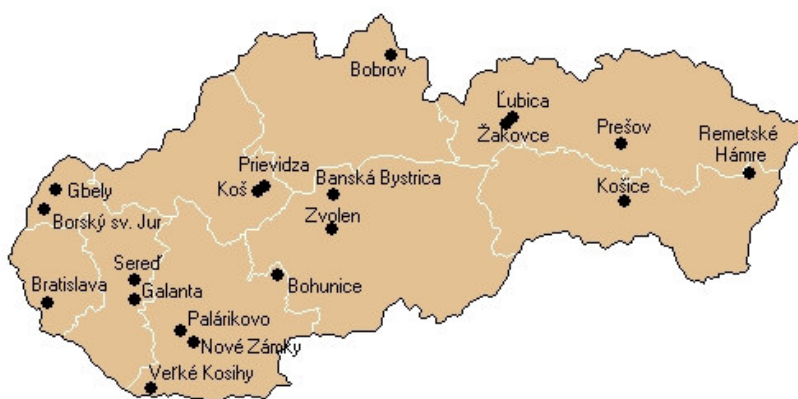 Bobrov
Ľubica
Žakovce
Prešov
Remetské
Hámre
Prievidza
Koš
Banská Bystrica
Košice
Gbely
Borský sv. Jur
Zvolen
Sereď
Galanta
Bohunice
Bratislava
Palárikovo
Nové Zámky
Veľké Kosihy